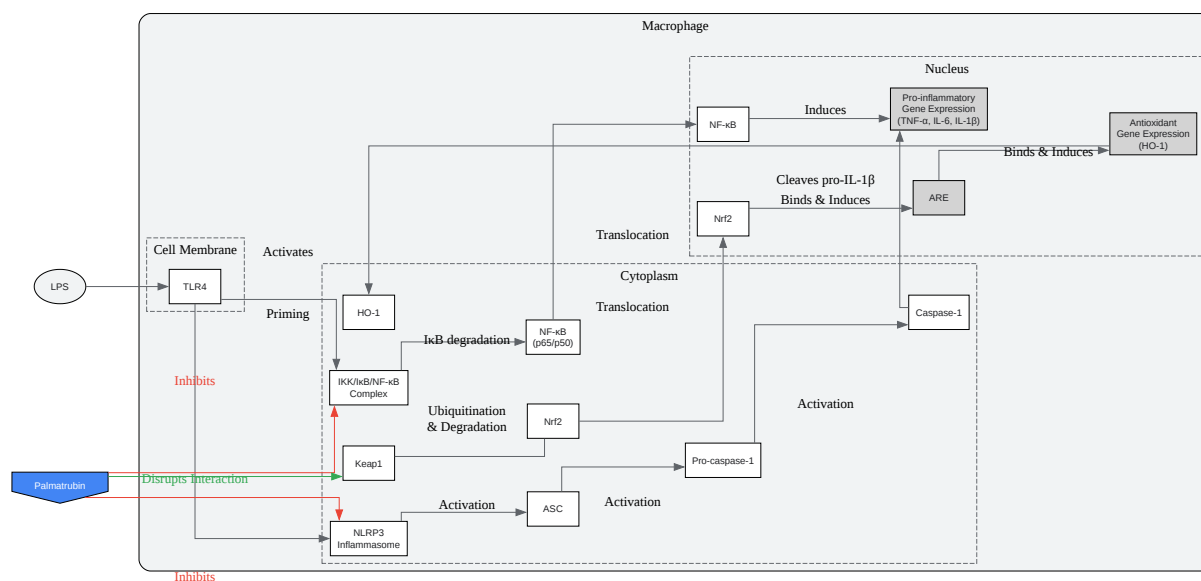 Macrophage
Nucleus
Pro-inflammatory
Gene Expression
(TNF-α, IL-6, IL-1β)
Induces
NF-κB
Antioxidant
Gene Expression
(HO-1)
Binds & Induces
Cleaves pro-IL-1β
Binds & Induces
ARE
Nrf2
Translocation
Cell Membrane
Activates
TLR4
LPS
Cytoplasm
Priming
HO-1
Translocation
Caspase-1
IκB degradation
NF-κB
(p65/p50)
Inhibits
IKK/IκB/NF-κB
Complex
Ubiquitination
& Degradation
Nrf2
Activation
Keap1
Pro-caspase-1
Palmatrubin
Disrupts Interaction
Activation
ASC
Activation
NLRP3
Inflammasome
Inhibits